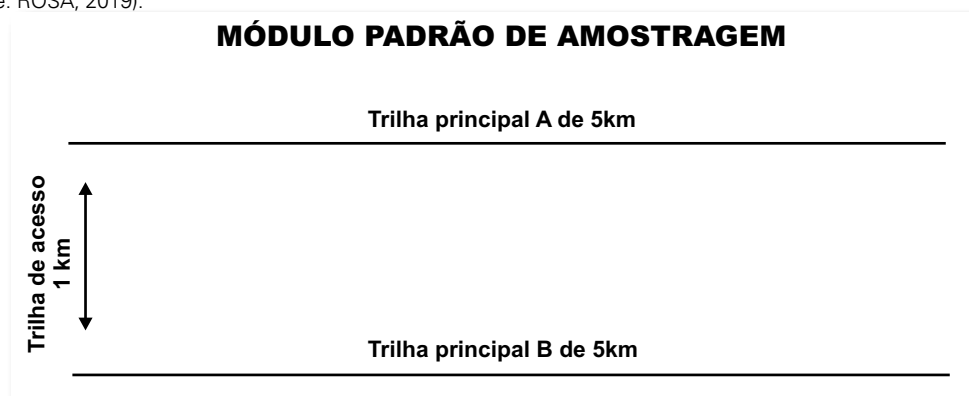 e: ROSA, 2019).
MÓDULO PADRÃO DE AMOSTRAGEM
Trilha principal A de 5km
Trilha de acesso
1 km
Trilha principal B de 5km